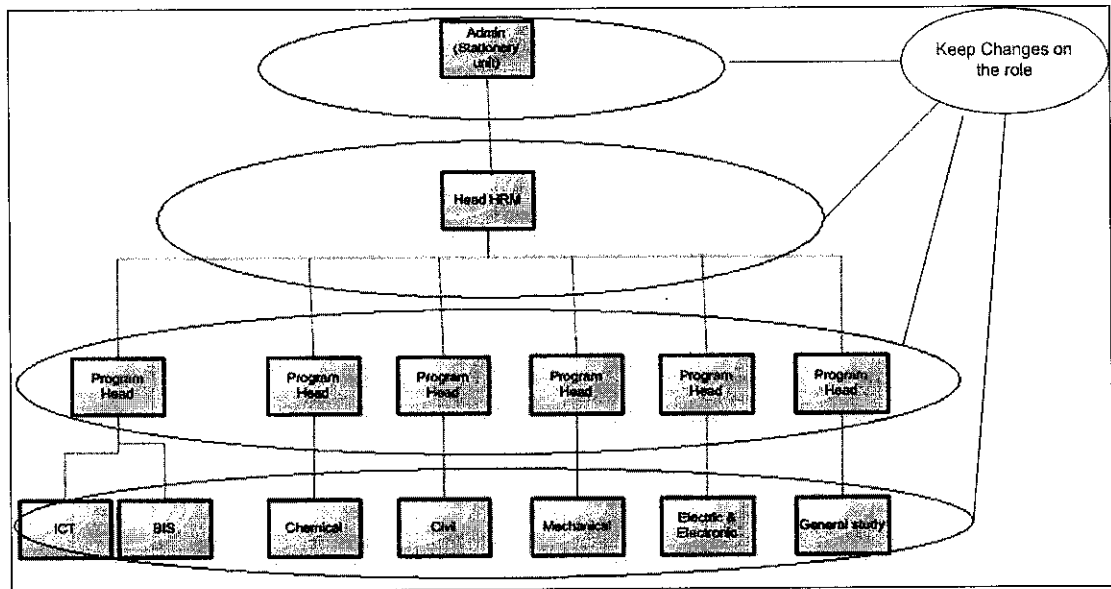 Admin
(Stationery
unit)
Keep Changes on
the role
Head HRM
Program
Head
Program
Head
Program
Head
Program
Head
Program
Head
Program
Head
ICT
BIS
Chemical
Civil
Mechanical
Electric &
Electronic
General study